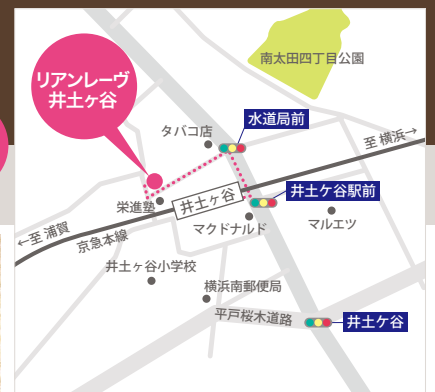 南太田四丁目公園
リアンレーヴ
井土ヶ谷
水道局前
タバコ店
至 横浜→
井土ケ谷駅前
井土ヶ谷
栄進塾
マクドナルド
マルエツ
←至 浦賀
京急本線
井土ヶ谷小学校
横浜南郵便局
平戸桜木道路
井土ケ谷